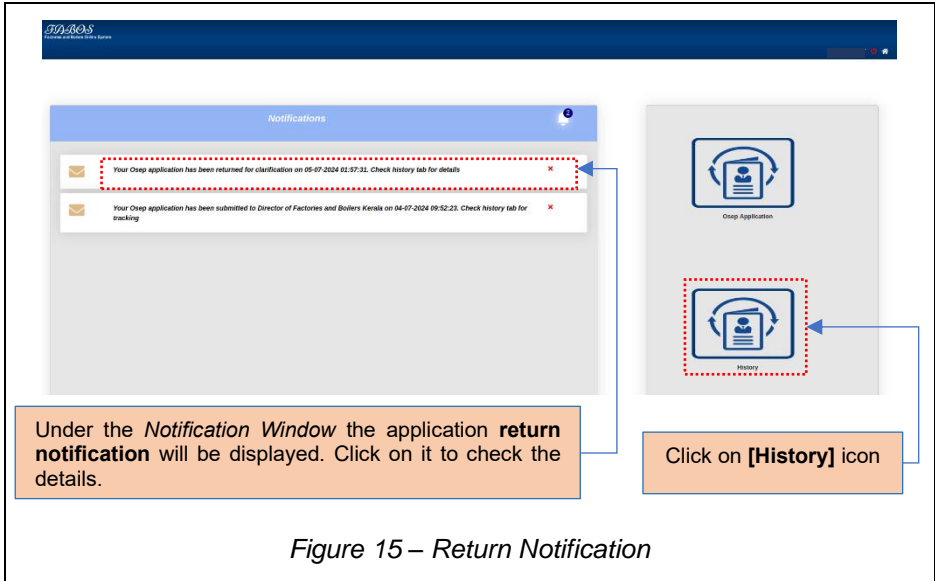 FABOS
Factories and Boilers Online System
Notifications
2
Your Osep application has been returned for clarification on 05-07-2024 01:57:31. Check history tab for details
Your Osep application has been submitted to Director of Factories and Boilers Kerala on 04-07-2024 09:52:23. Check history tab for
tracking
Osep Application
History
Under the Notification Window the application return
notification will be displayed. Click on it to check the
details.
Click on [History] icon
Figure 15 – Return Notification